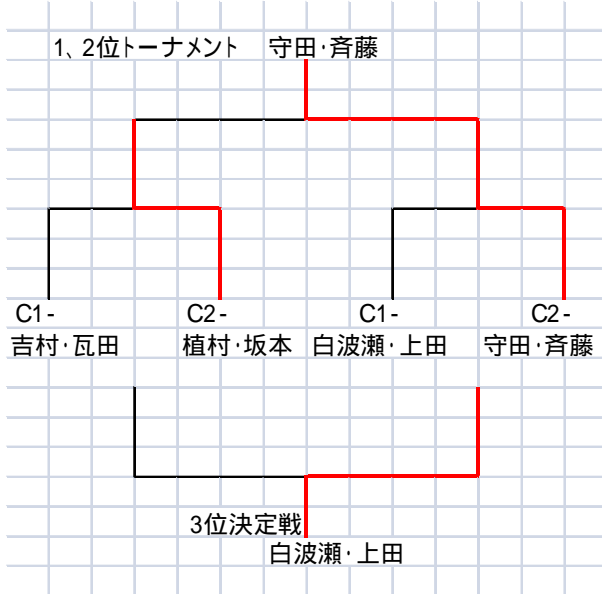 1、2位トーナメント 守田･斉藤
C1- C2- C1- C2-
吉村･瓦田 植村･坂本 白波瀬･上田 守田･斉藤
3位決定戦
白波瀬･上田